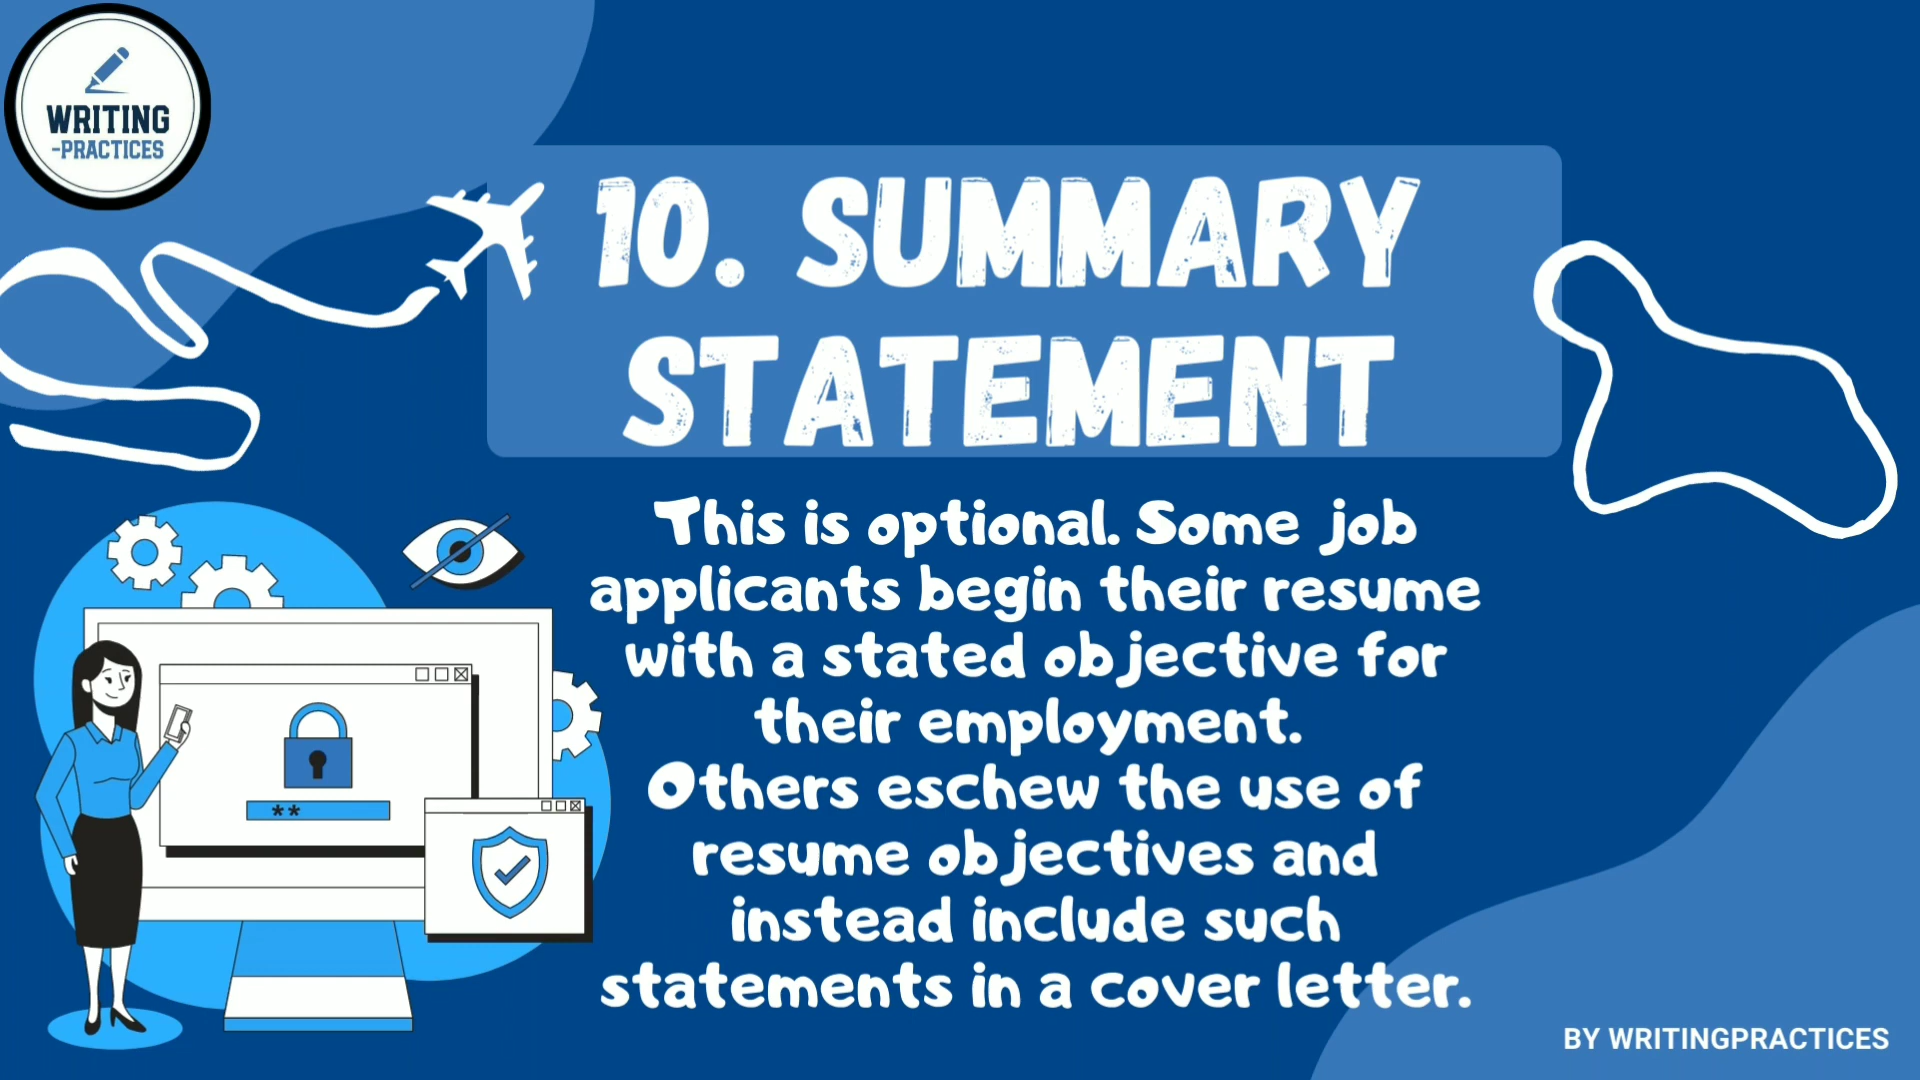 WRITING
-PRACTICES
10. SUMMARY
STATEMENT
This is optional. Some job
applicants begin their resume
with a stated objective for
their employment.
Others eschew the use of
resume objectives and
instead include such
statements in a cover letter.
**
BY WRITINGPRACTICES